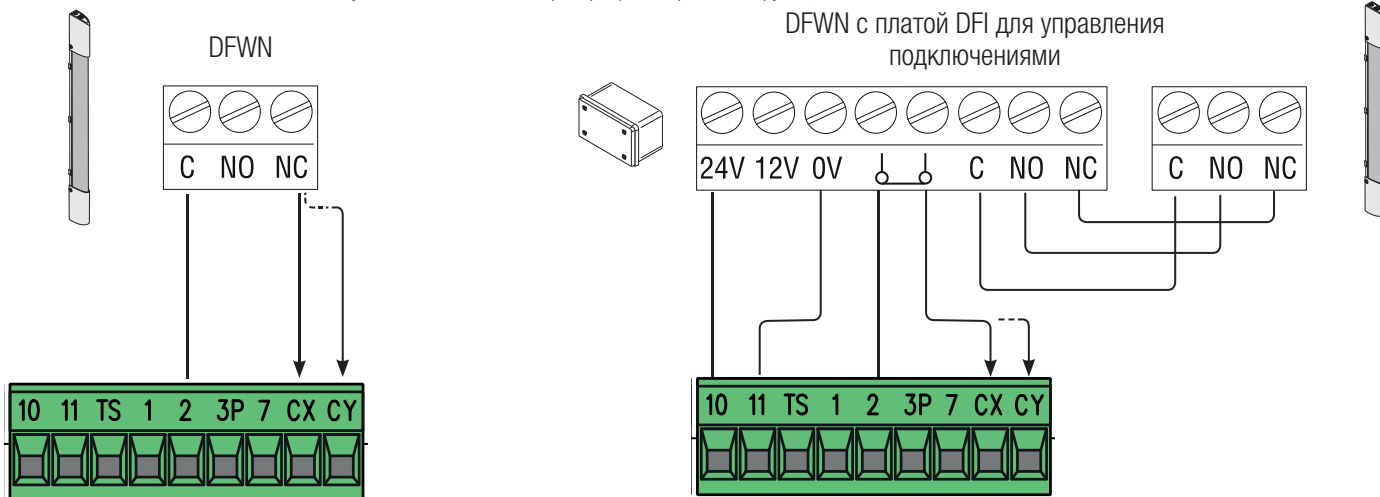 DFWN
C NO NC
10 11 TS 1 2 3P 7 CX CY
DFWN с платой DFI для управления
подключениями
24V 12V 0V C NO NC
C NO NC
10 11 TS 1 2 3P 7 CX CY